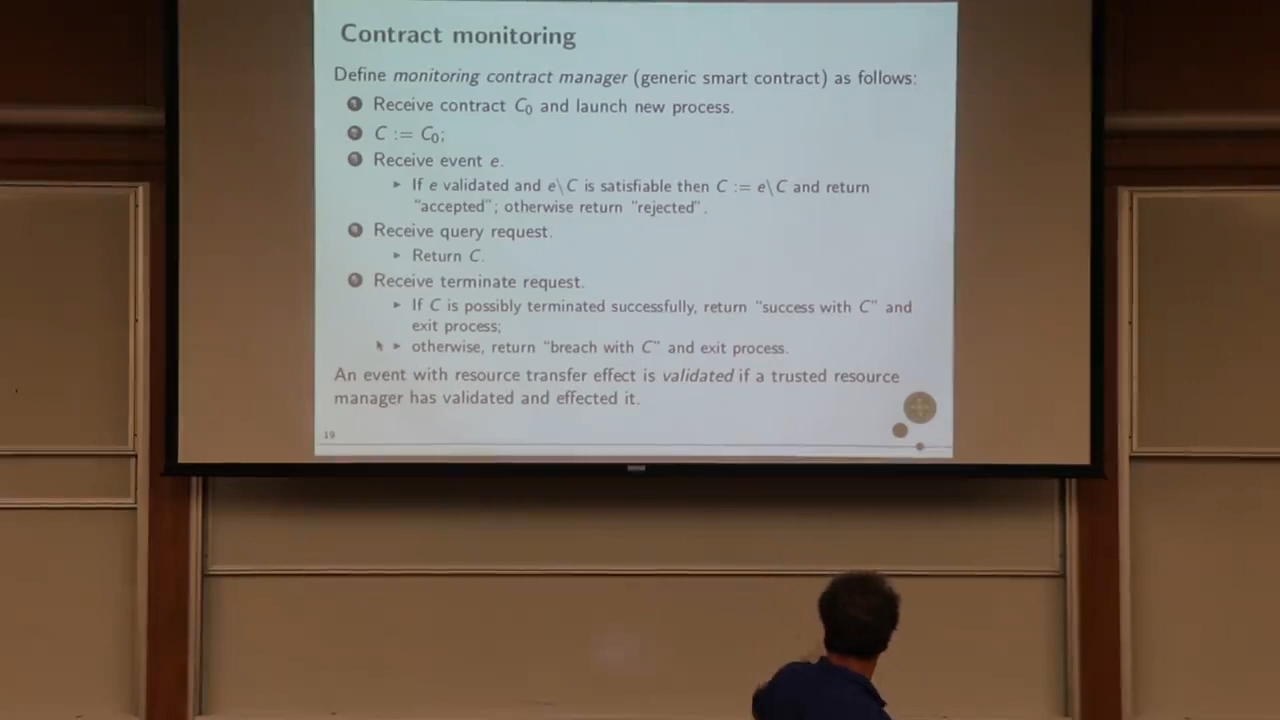 Contract monitoring
Define monitoring contract manager (generic smart contract) as follows:
1 Receive contract C₀ and launch new process.
2 C := C₀;
3 Receive event e.
▸ If e validated and e\C is satisfiable then C := e\C and return
"accepted"; otherwise return "rejected".
4 Receive query request.
▸ Return C.
5 Receive terminate request.
▸ If C is possibly terminated successfully, return "success with C" and
exit process;
▸ otherwise, return "breach with C" and exit process.
An event with resource transfer effect is validated if a trusted resource
manager has validated and effected it.
19